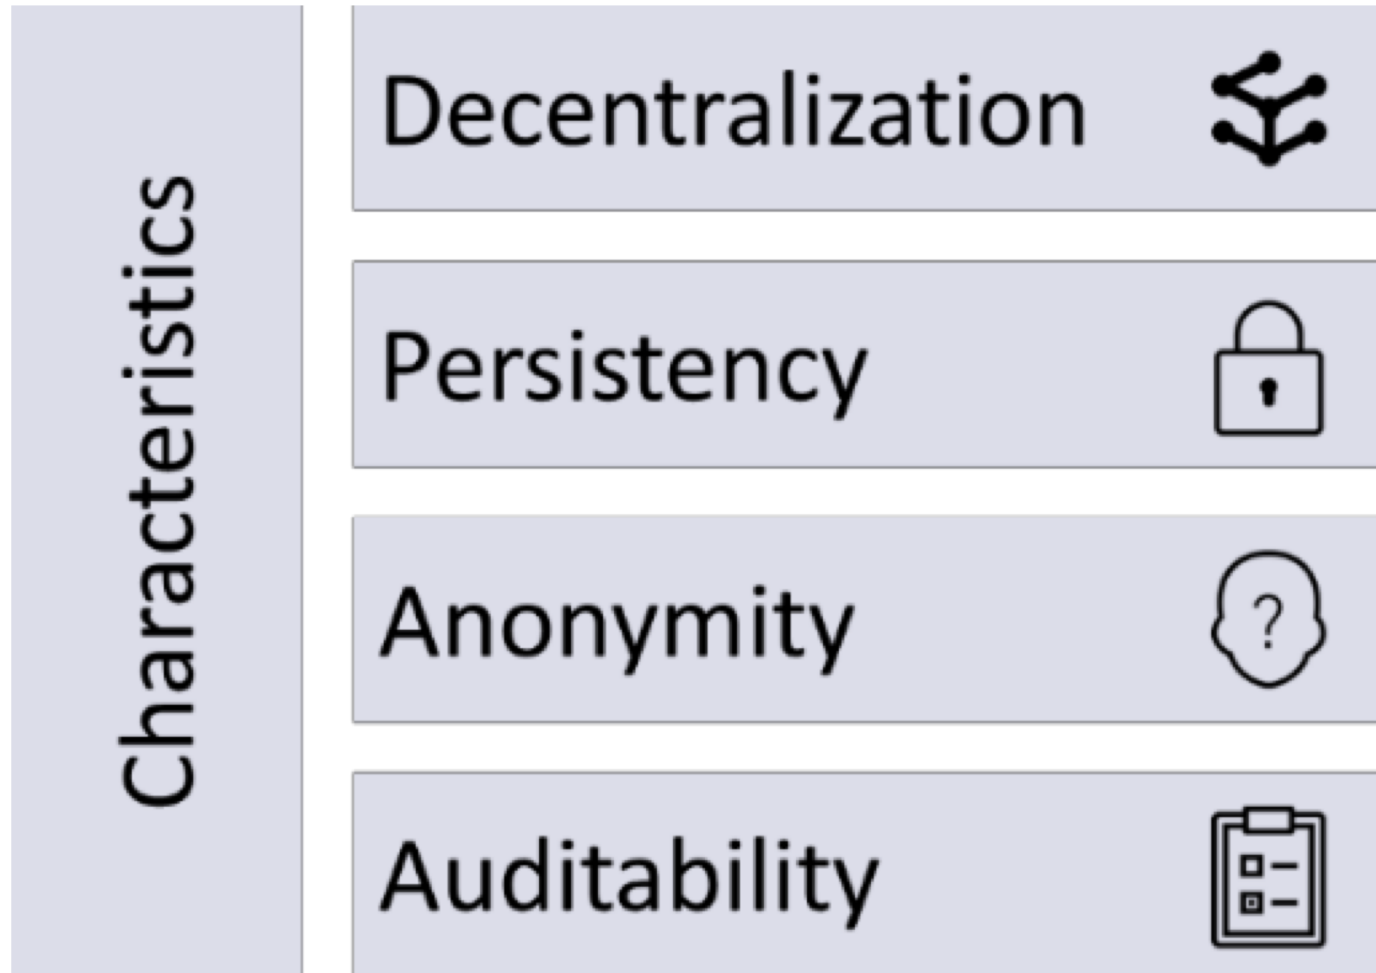 Characteristics
Decentralization
Persistency
Anonymity
?
Auditability